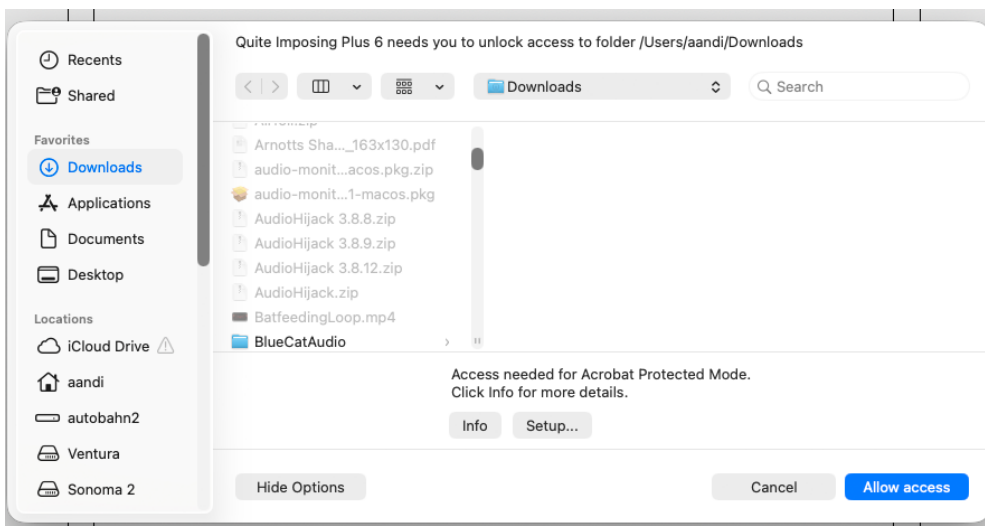 Quite Imposing Plus 6 needs you to unlock access to folder /Users/aandi/Downloads
Recents
Shared
Favorites
Downloads
Applications
Documents
Desktop
Locations
iCloud Drive
aandi
autobahn2
Ventura
Sonoma 2
Downloads
Search
Arnotts Sha..._163x130.pdf
audio-monit...acos.pkg.zip
audio-monit...1-macos.pkg
AudioHijack 3.8.8.zip
AudioHijack 3.8.9.zip
AudioHijack 3.8.12.zip
AudioHijack.zip
BatfeedingLoop.mp4
BlueCatAudio
Access needed for Acrobat Protected Mode.
Click Info for more details.
Info
Setup...
Hide Options
Cancel
Allow access